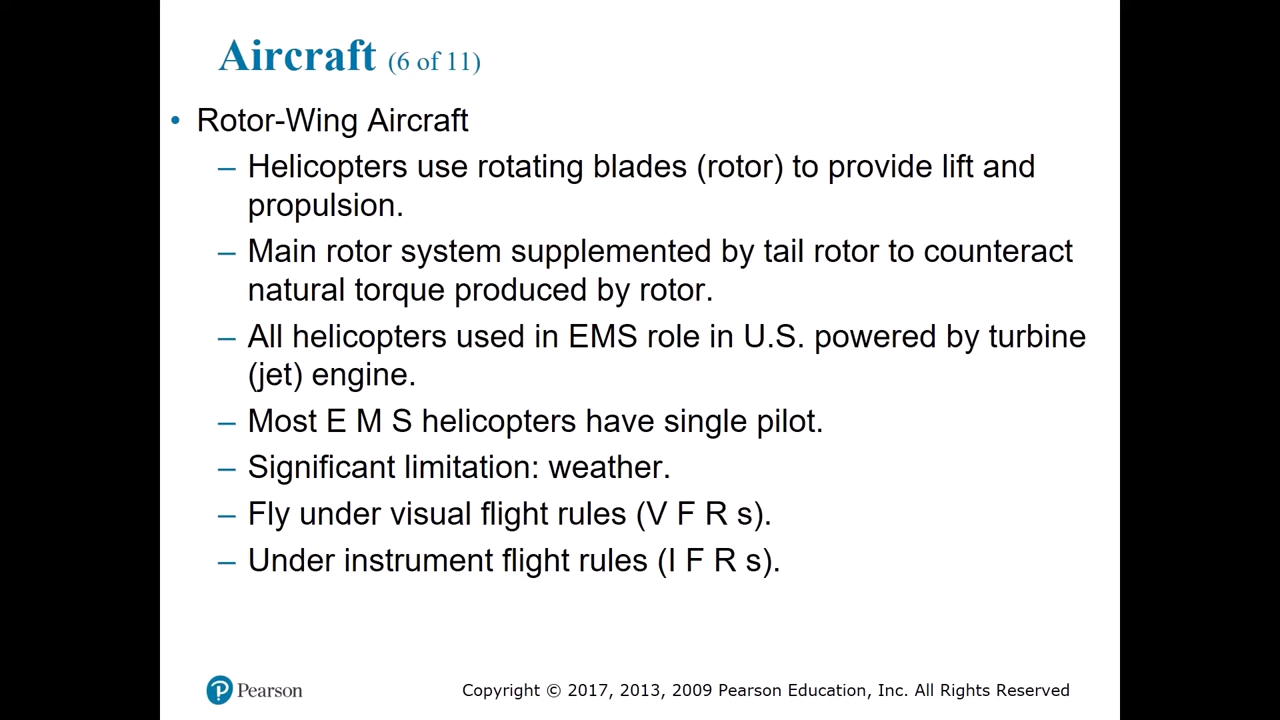 Aircraft (6 of 11)
• Rotor-Wing Aircraft
– Helicopters use rotating blades (rotor) to provide lift and
propulsion.
– Main rotor system supplemented by tail rotor to counteract
natural torque produced by rotor.
– All helicopters used in EMS role in U.S. powered by turbine
(jet) engine.
– Most E M S helicopters have single pilot.
– Significant limitation: weather.
– Fly under visual flight rules (V F R s).
– Under instrument flight rules (I F R s).
P Pearson
Copyright © 2017, 2013, 2009 Pearson Education, Inc. All Rights Reserved